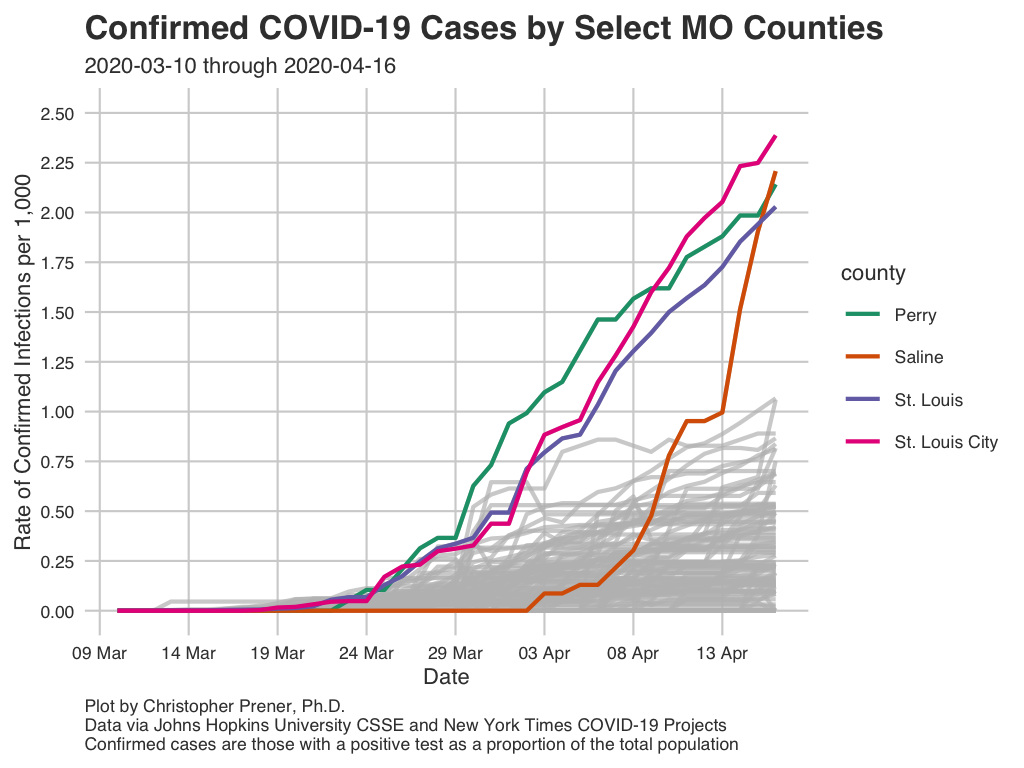 Confirmed COVID-19 Cases by Select MO Counties
2020-03-10 through 2020-04-16
Rate of Confirmed Infections per 1,000
2.50
2.25
2.00
1.75
1.50
1.25
1.00
0.75
0.50
0.25
0.00
09 Mar
14 Mar
19 Mar
24 Mar
29 Mar
03 Apr
08 Apr
13 Apr
Date
county
Perry
Saline
St. Louis
St. Louis City
Plot by Christopher Prener, Ph.D.
Data via Johns Hopkins University CSSE and New York Times COVID-19 Projects
Confirmed cases are those with a positive test as a proportion of the total population